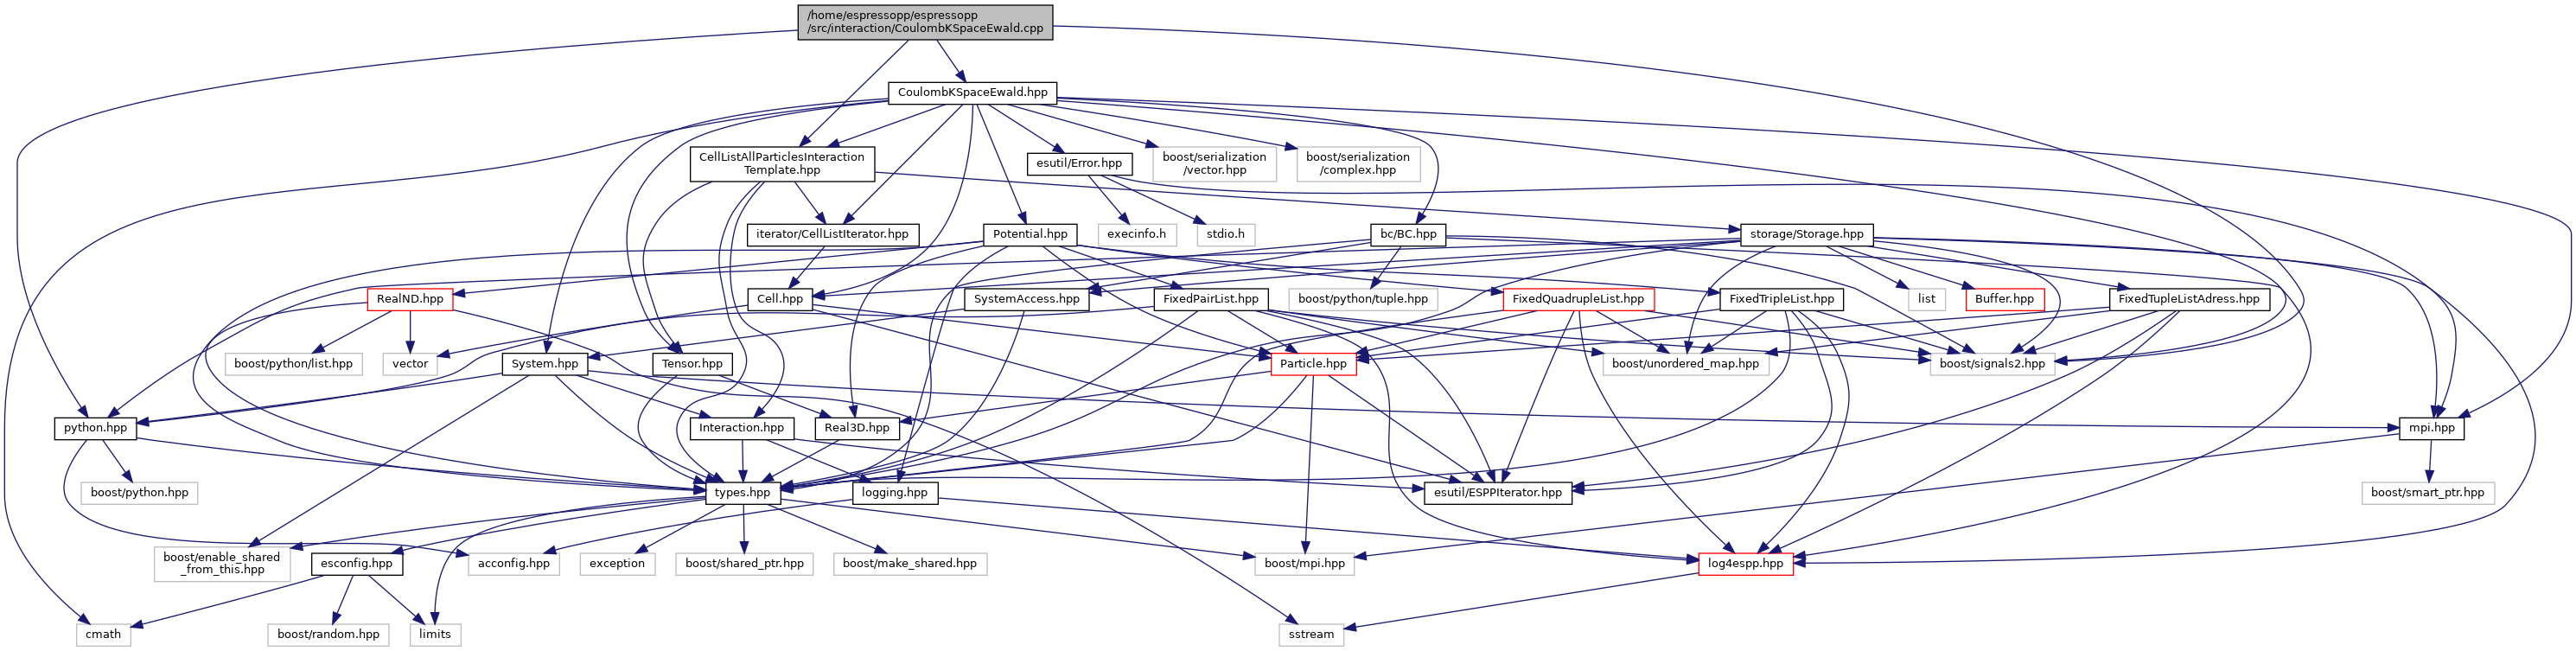 /home/espressopp/espressopp
/src/interaction/CoulombKSpaceEwald.cpp
CoulombKSpaceEwald.hpp
CellListAllParticlesInteraction
Template.hpp
esutil/Error.hpp
boost/serialization
/vector.hpp
boost/serialization
/complex.hpp
iterator/CellListIterator.hpp
Potential.hpp
execinfo.h
stdio.h
bc/BC.hpp
storage/Storage.hpp
RealND.hpp
Cell.hpp
SystemAccess.hpp
FixedPairList.hpp
boost/python/tuple.hpp
FixedQuadrupleList.hpp
FixedTripleList.hpp
list
Buffer.hpp
FixedTupleListAdress.hpp
boost/python/list.hpp
vector
System.hpp
Tensor.hpp
Particle.hpp
boost/unordered_map.hpp
boost/signals2.hpp
python.hpp
Interaction.hpp
Real3D.hpp
mpi.hpp
boost/python.hpp
types.hpp
logging.hpp
esutil/ESPPIterator.hpp
boost/smart_ptr.hpp
boost/enable_shared
_from_this.hpp
esconfig.hpp
acconfig.hpp
exception
boost/shared_ptr.hpp
boost/make_shared.hpp
boost/mpi.hpp
log4espp.hpp
cmath
boost/random.hpp
limits
sstream